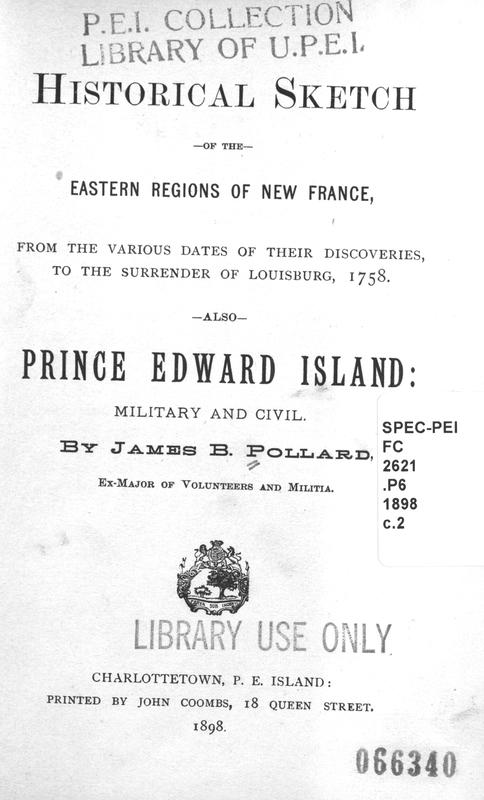 P.E.I. COLLECTION
LIBRARY OF U.P.E.I.
HISTORICAL SKETCH
—OF THE—
EASTERN REGIONS OF NEW FRANCE,
FROM THE VARIOUS DATES OF THEIR DISCOVERIES,
TO THE SURRENDER OF LOUISBURG, 1758.
—ALSO—
PRINCE EDWARD ISLAND:
MILITARY AND CIVIL.
BY JAMES B. POLLARD,
EX-MAJOR OF VOLUNTEERS AND MILITIA.
SPEC-PEI
FC
2621
.P6
1898
c.2
LIBRARY USE ONLY
CHARLOTTETOWN, P. E. ISLAND:
PRINTED BY JOHN COOMBS, 18 QUEEN STREET.
1898.
066340